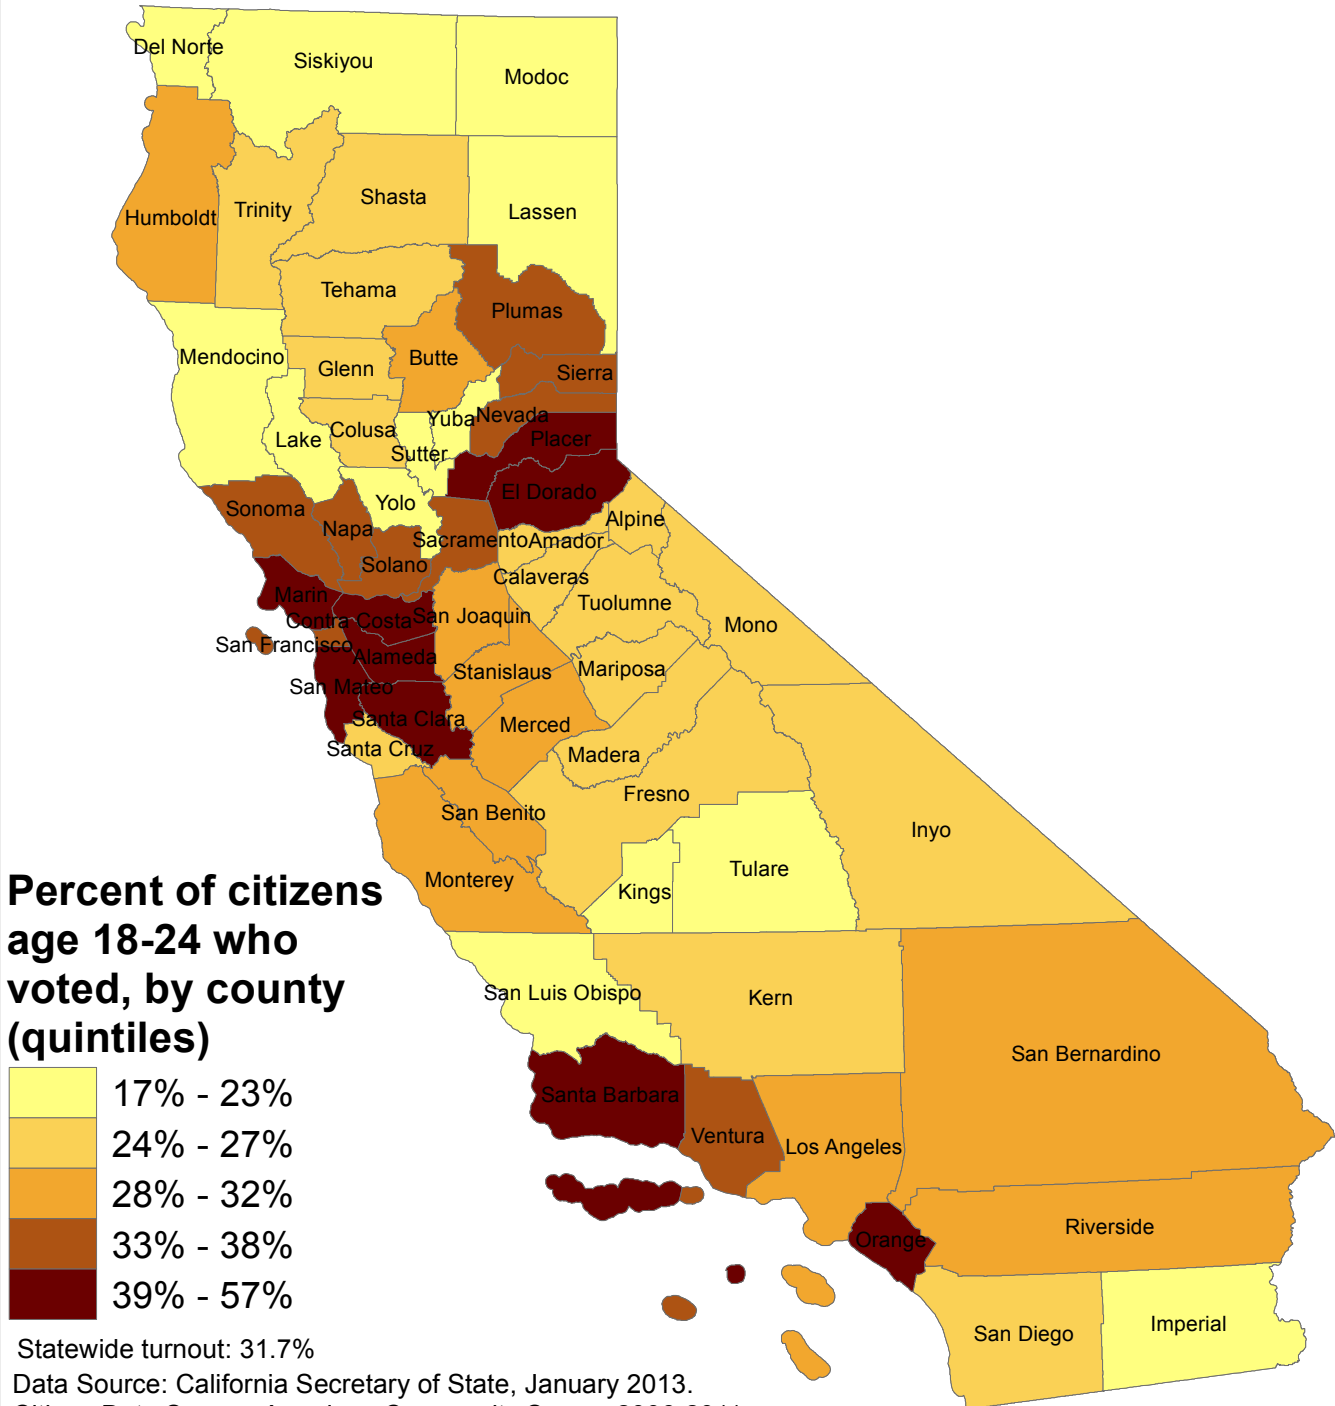 Del Norte
Siskiyou
Modoc
Humboldt
Trinity
Shasta
Lassen
Tehama
Plumas
Mendocino
Glenn
Butte
Sierra
Lake
Colusa
Sutter
Yuba
Nevada
Placer
Sonoma
Napa
Yolo
El Dorado
Alpine
Solano
Sacramento
Amador
Marin
Contra Costa
San Joaquin
Calaveras
Tuolumne
Mono
San Francisco
Alameda
Stanislaus
Mariposa
San Mateo
Santa Clara
Merced
Santa Cruz
Madera
Fresno
San Benito
Inyo
Monterey
Kings
Tulare
San Luis Obispo
Kern
San Bernardino
Santa Barbara
Ventura
Los Angeles
Orange
Riverside
San Diego
Imperial
Percent of citizens
age 18-24 who
voted, by county
(quintiles)
17% - 23%
24% - 27%
28% - 32%
33% - 38%
39% - 57%
Statewide turnout: 31.7%
Data Source: California Secretary of State, January 2013.